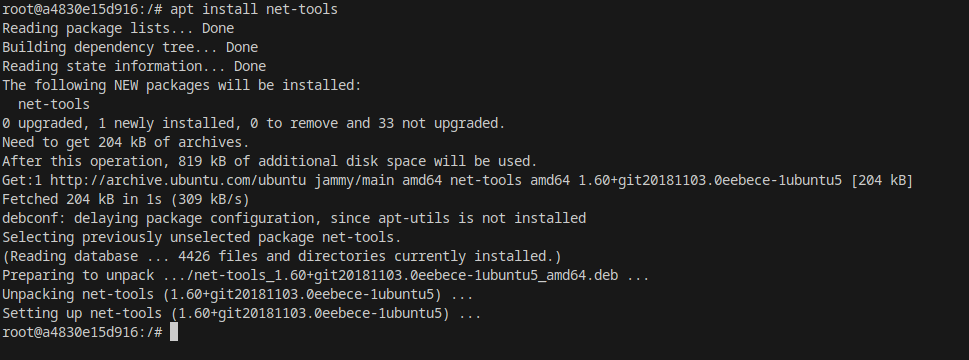 root@a4830e15d916:/# apt install net-tools
Reading package lists... Done
Building dependency tree... Done
Reading state information... Done
The following NEW packages will be installed:
  net-tools
0 upgraded, 1 newly installed, 0 to remove and 33 not upgraded.
Need to get 204 kB of archives.
After this operation, 819 kB of additional disk space will be used.
Get:1 http://archive.ubuntu.com/ubuntu jammy/main amd64 net-tools amd64 1.60+git20181103.0eebece-1ubuntu5 [204 kB]
Fetched 204 kB in 1s (309 kB/s)
debconf: delaying package configuration, since apt-utils is not installed
Selecting previously unselected package net-tools.
(Reading database ... 4426 files and directories currently installed.)
Preparing to unpack .../net-tools_1.60+git20181103.0eebece-1ubuntu5_amd64.deb ...
Unpacking net-tools (1.60+git20181103.0eebece-1ubuntu5) ...
Setting up net-tools (1.60+git20181103.0eebece-1ubuntu5) ...
root@a4830e15d916:/#